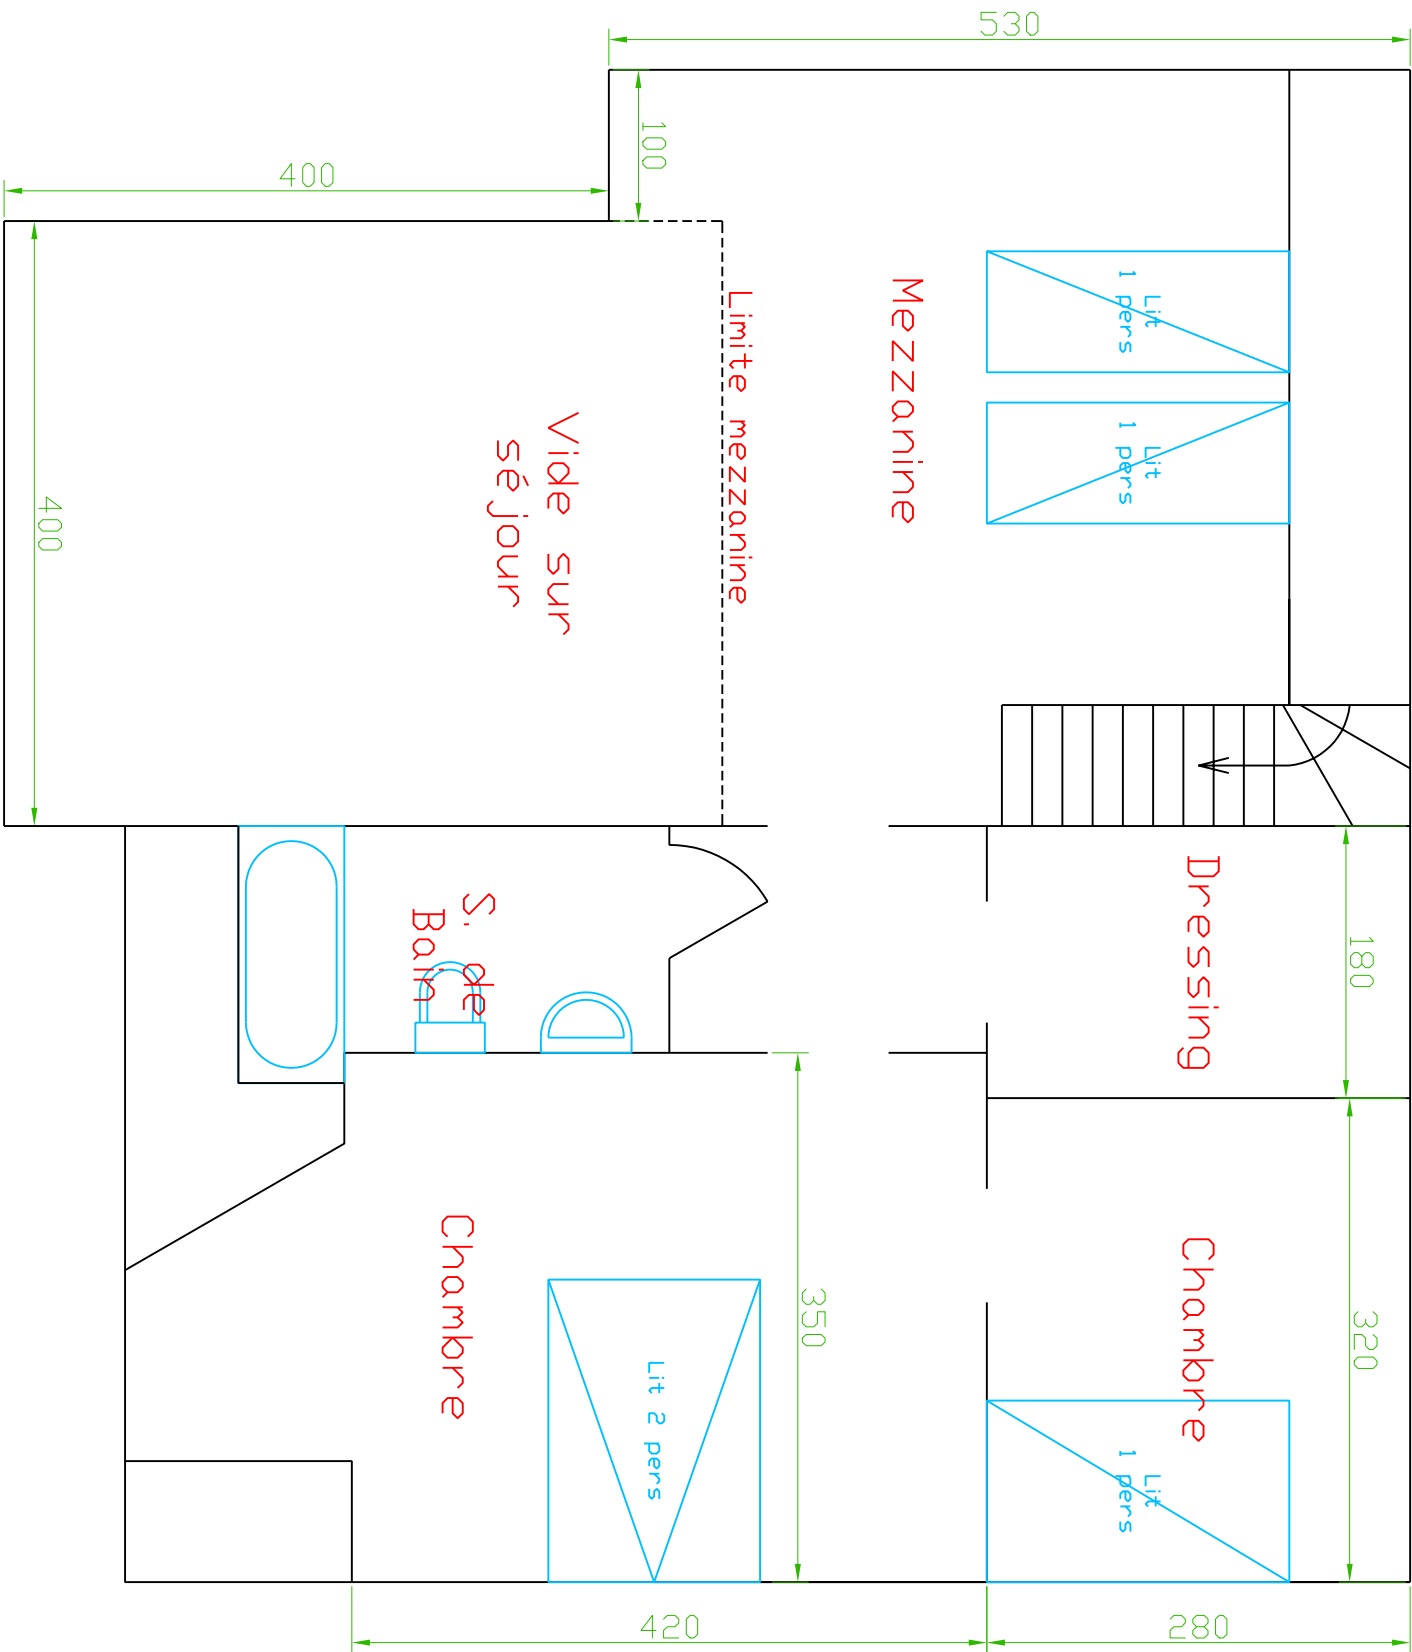 530
100
400
Lit
1 pers
Mezzanine
Limite mezzanine
Lit
1 pers
Vide sur
séjour
400
Dressing
180
S. de
Bain
Chambre
Chambre
350
320
Lit 2 pers
Lit
1 pers
420
280